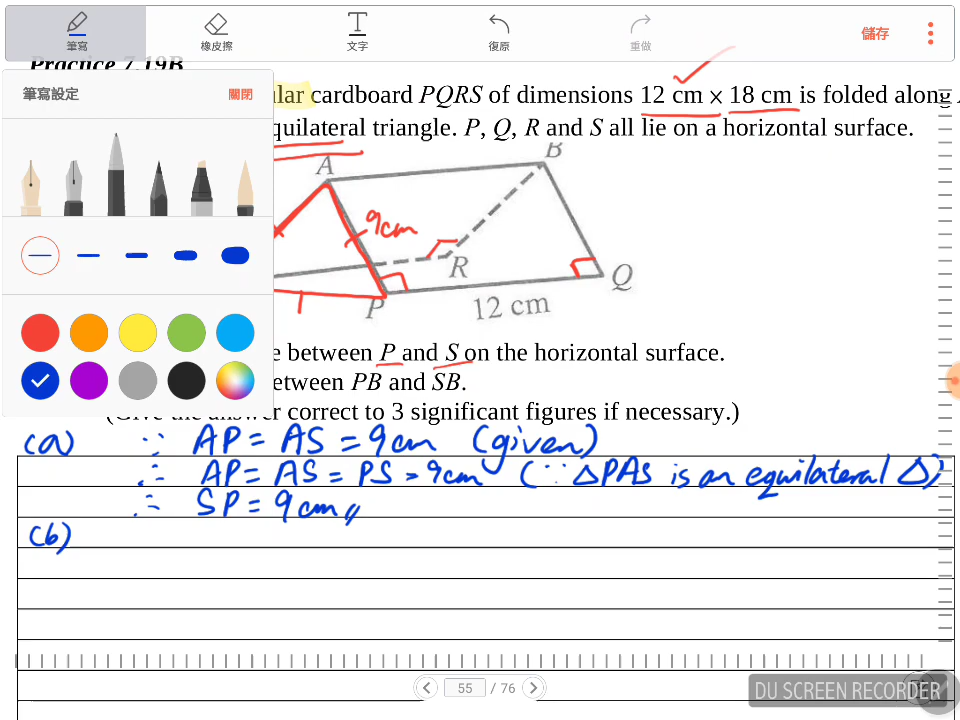 筆寫
橡皮擦
文字
復原
重做
儲存
Practice 7.19B
筆寫設定
關閉
ular cardboard PQRS of dimensions 12 cm × 18 cm is folded along
quilateral triangle. P, Q, R and S all lie on a horizontal surface.
A
B
9cm
R
Q
P
12 cm
e between P and S on the horizontal surface.
etween PB and SB.
(Give the answer correct to 3 significant figures if necessary.)
(a) ∵ AP = AS = 9cm (given)
∴ AP = AS = PS = 9cm (∵ △PAS is an equilateral △)
∴ SP = 9cm //
(b)
55 / 76
DU SCREEN RECORDER